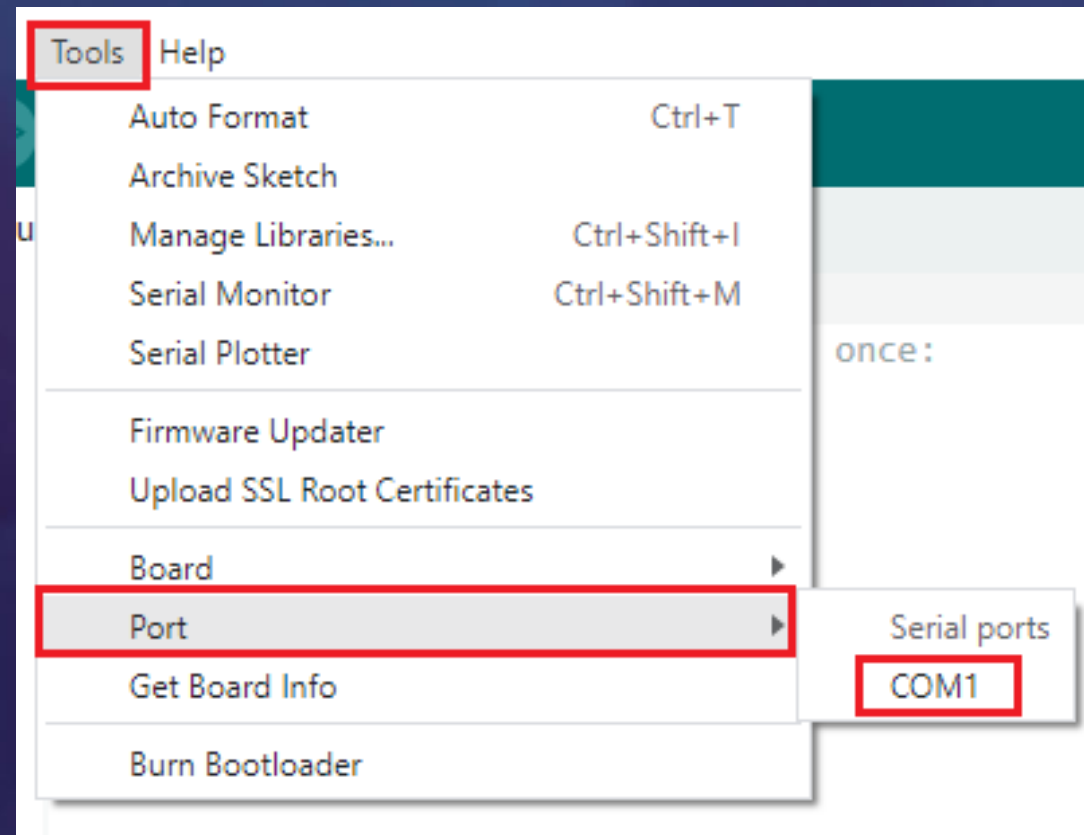 Tools Help
Auto Format Ctrl+T
Archive Sketch
u
Manage Libraries... Ctrl+Shift+I
Serial Monitor Ctrl+Shift+M
Serial Plotter
once:
Firmware Updater
Upload SSL Root Certificates
Board
Port
Serial ports
Get Board Info
COM1
Burn Bootloader